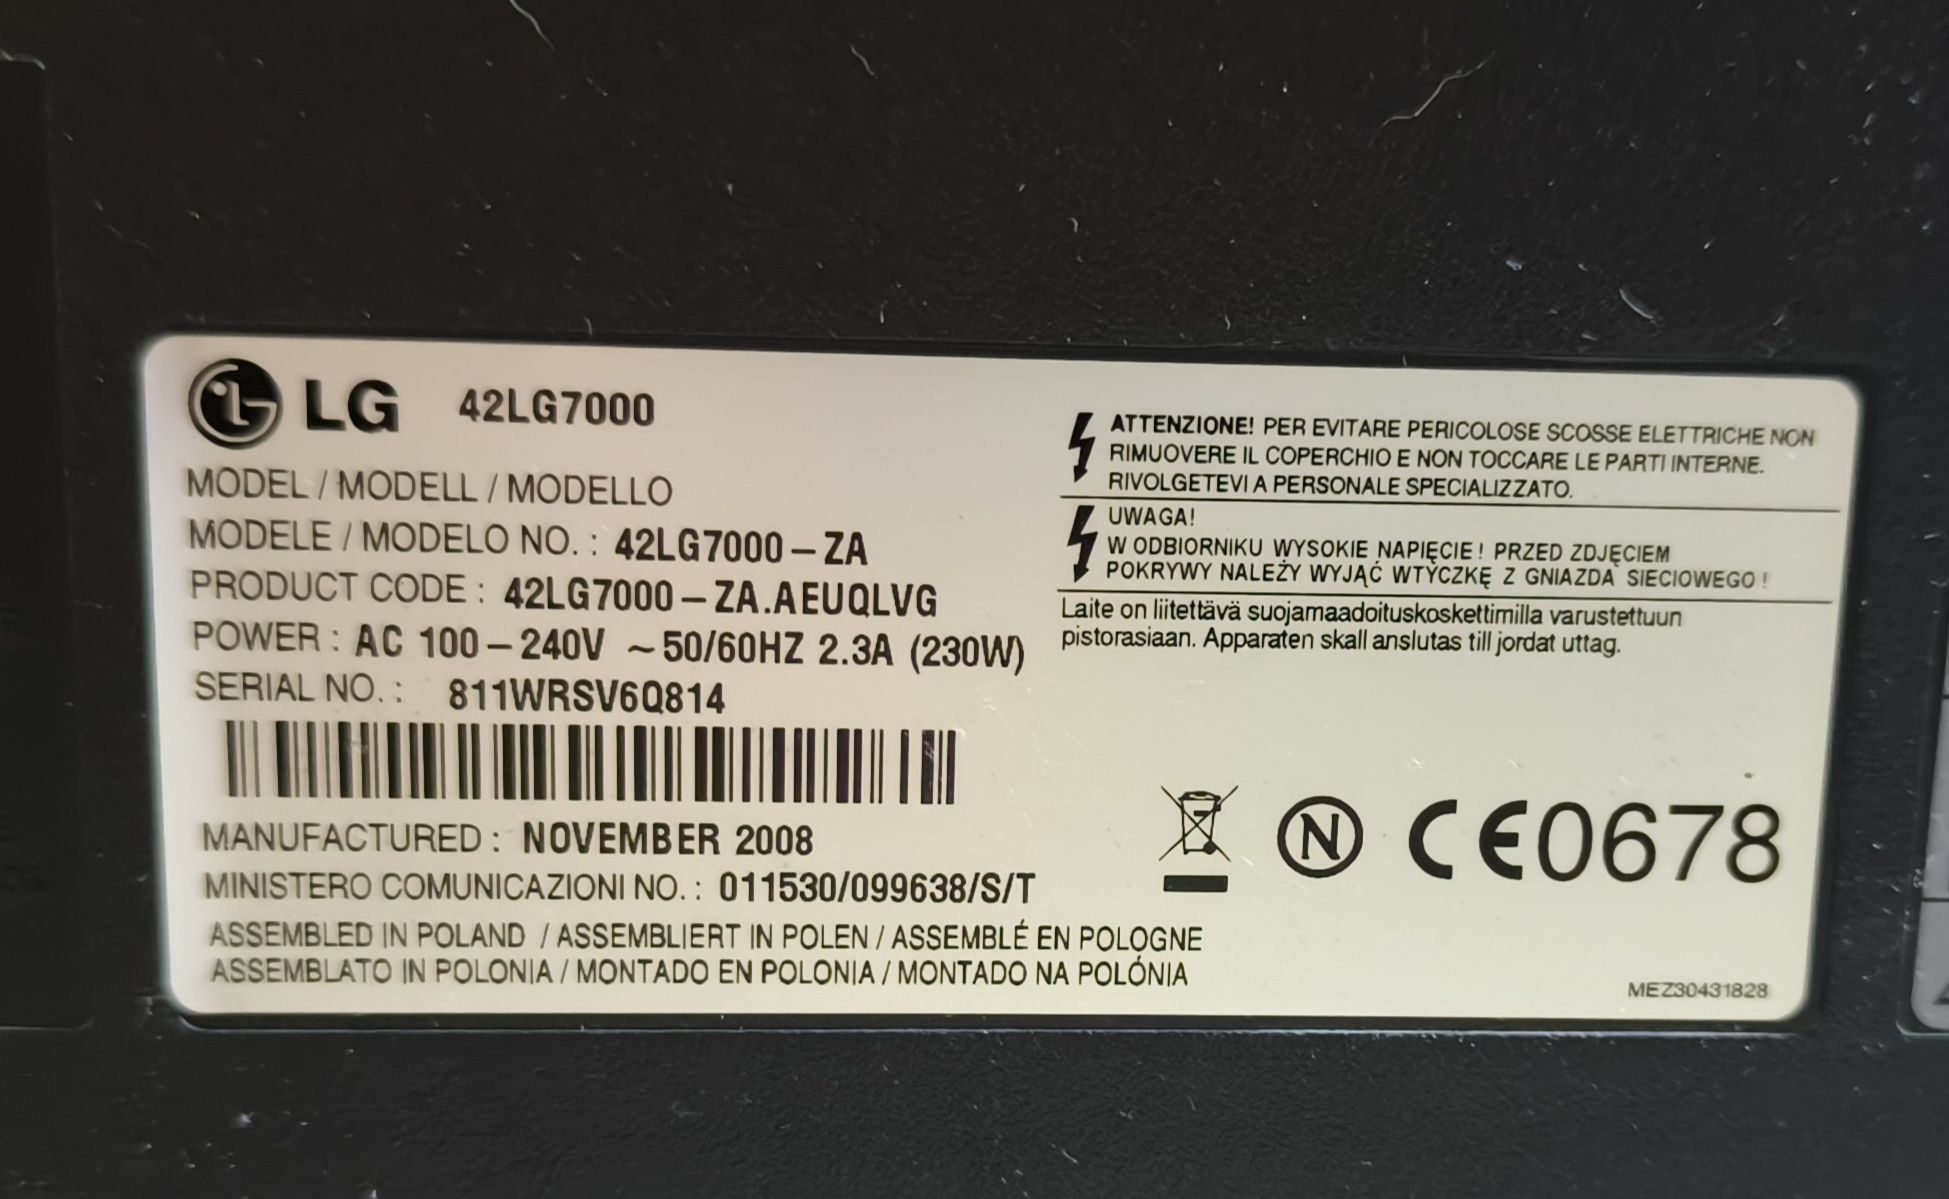 LG 42LG7000
MODEL / MODELL / MODELLO
MODELE / MODELO NO. : 42LG7000-ZA
PRODUCT CODE : 42LG7000-ZA.AEUQLVG
POWER : AC 100-240V ~50/60HZ 2.3A (230W)
SERIAL NO. : 811WRSV6Q814
MANUFACTURED : NOVEMBER 2008
MINISTERO COMUNICAZIONI NO. : 011530/099638/S/T
ASSEMBLED IN POLAND / ASSEMBLIERT IN POLEN / ASSEMBLÉ EN POLOGNE
ASSEMBLATO IN POLONIA / MONTADO EN POLONIA / MONTADO NA POLÓNIA
ATTENZIONE! PER EVITARE PERICOLOSE SCOSSE ELETTRICHE NON
RIMUOVERE IL COPERCHIO E NON TOCCARE LE PARTI INTERNE.
RIVOLGETEVI A PERSONALE SPECIALIZZATO.
UWAGA!
W ODBIORNIKU WYSOKIE NAPIĘCIE ! PRZED ZDJĘCIEM
POKRYWY NALEŻY WYJĄĆ WTYCZKĘ Z GNIAZDA SIECIOWEGO !
Laite on liitettävä suojamaadoituskoskettimilla varustettuun
pistorasiaan. Apparaten skall anslutas till jordat uttag.
N CE0678
MEZ30431828